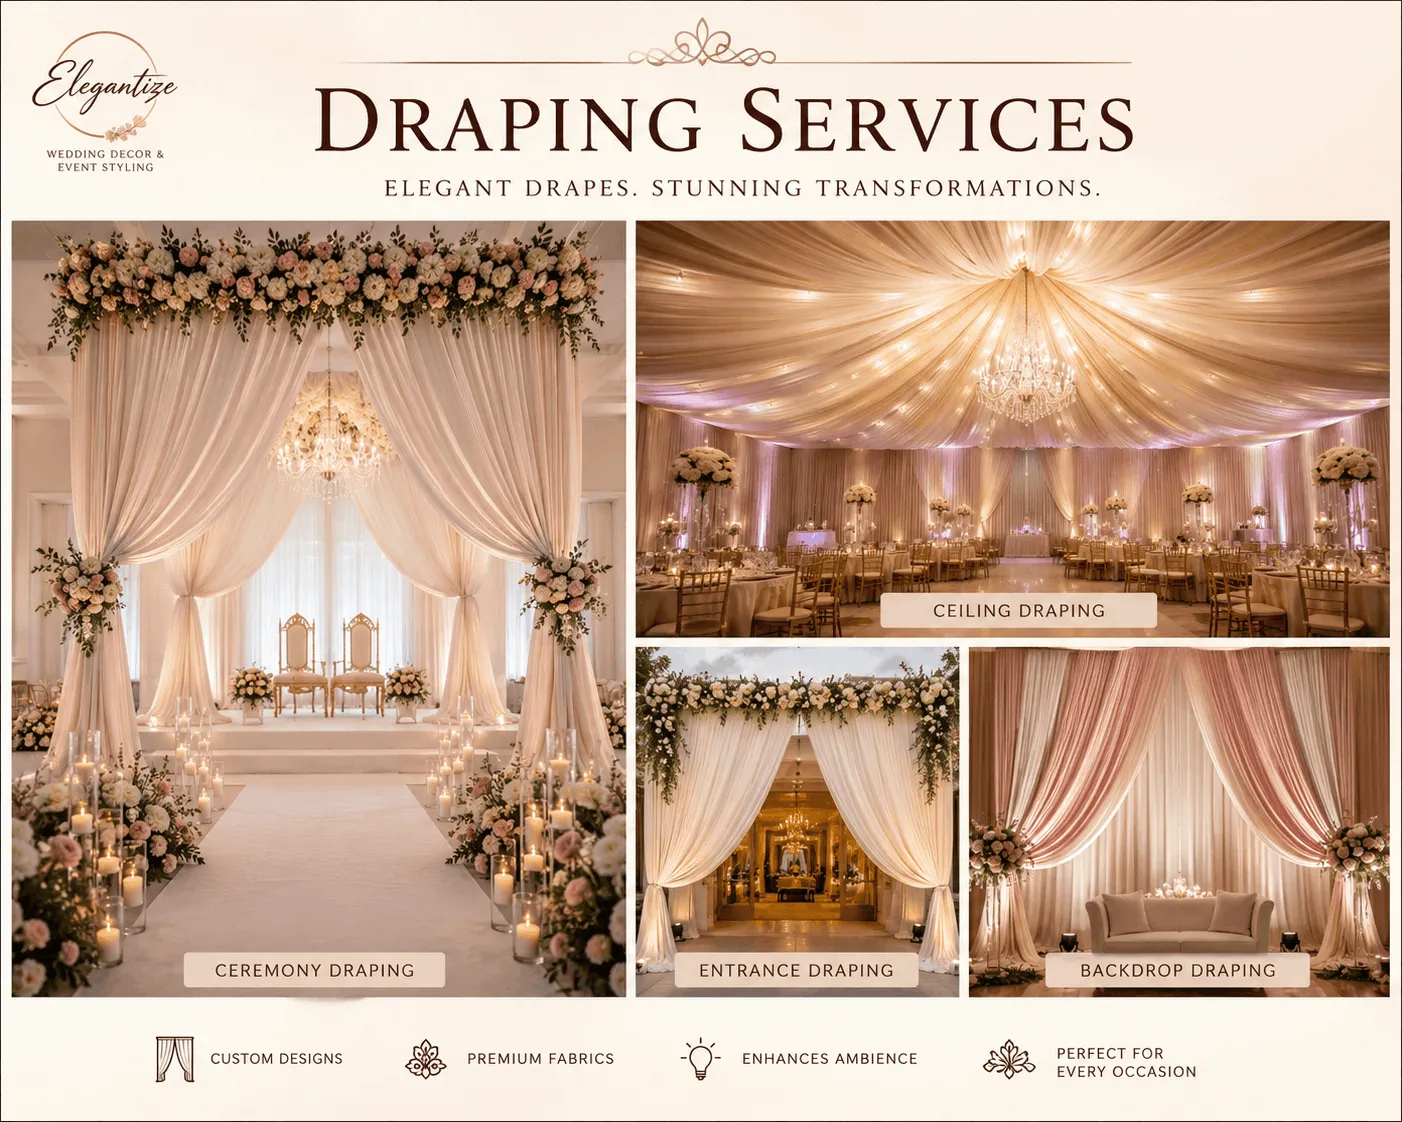 Elegantize
WEDDING DECOR &
EVENT STYLING
DRAPING SERVICES
ELEGANT DRAPES. STUNNING TRANSFORMATIONS.
CEREMONY DRAPING
CEILING DRAPING
ENTRANCE DRAPING
BACKDROP DRAPING
CUSTOM DESIGNS
PREMIUM FABRICS
ENHANCES AMBIENCE
PERFECT FOR
EVERY OCCASION